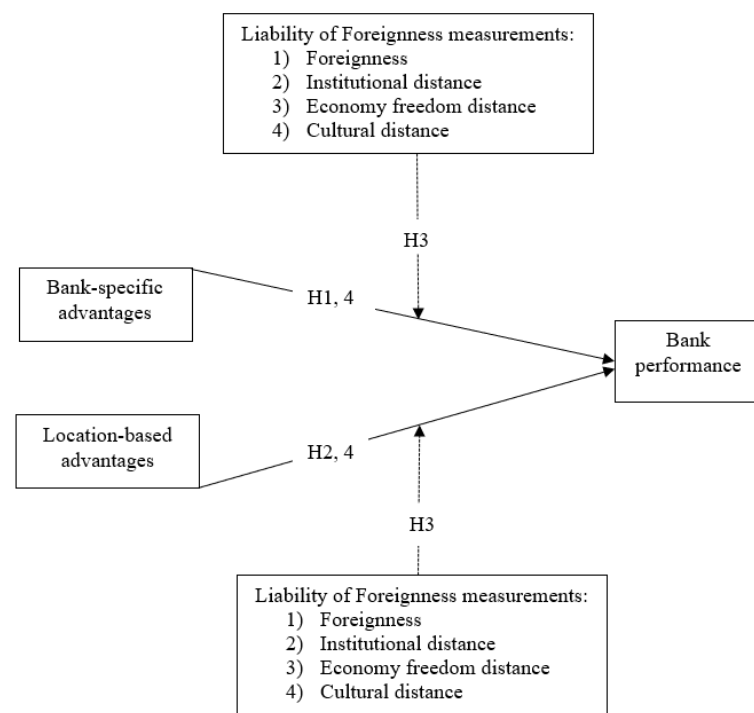 Liability of Foreignness measurements:
1) Foreignness
2) Institutional distance
3) Economy freedom distance
4) Cultural distance
H3
Bank-specific
advantages
H1, 4
Bank
performance
Location-based
advantages
H2, 4
H3
Liability of Foreignness measurements:
1) Foreignness
2) Institutional distance
3) Economy freedom distance
4) Cultural distance